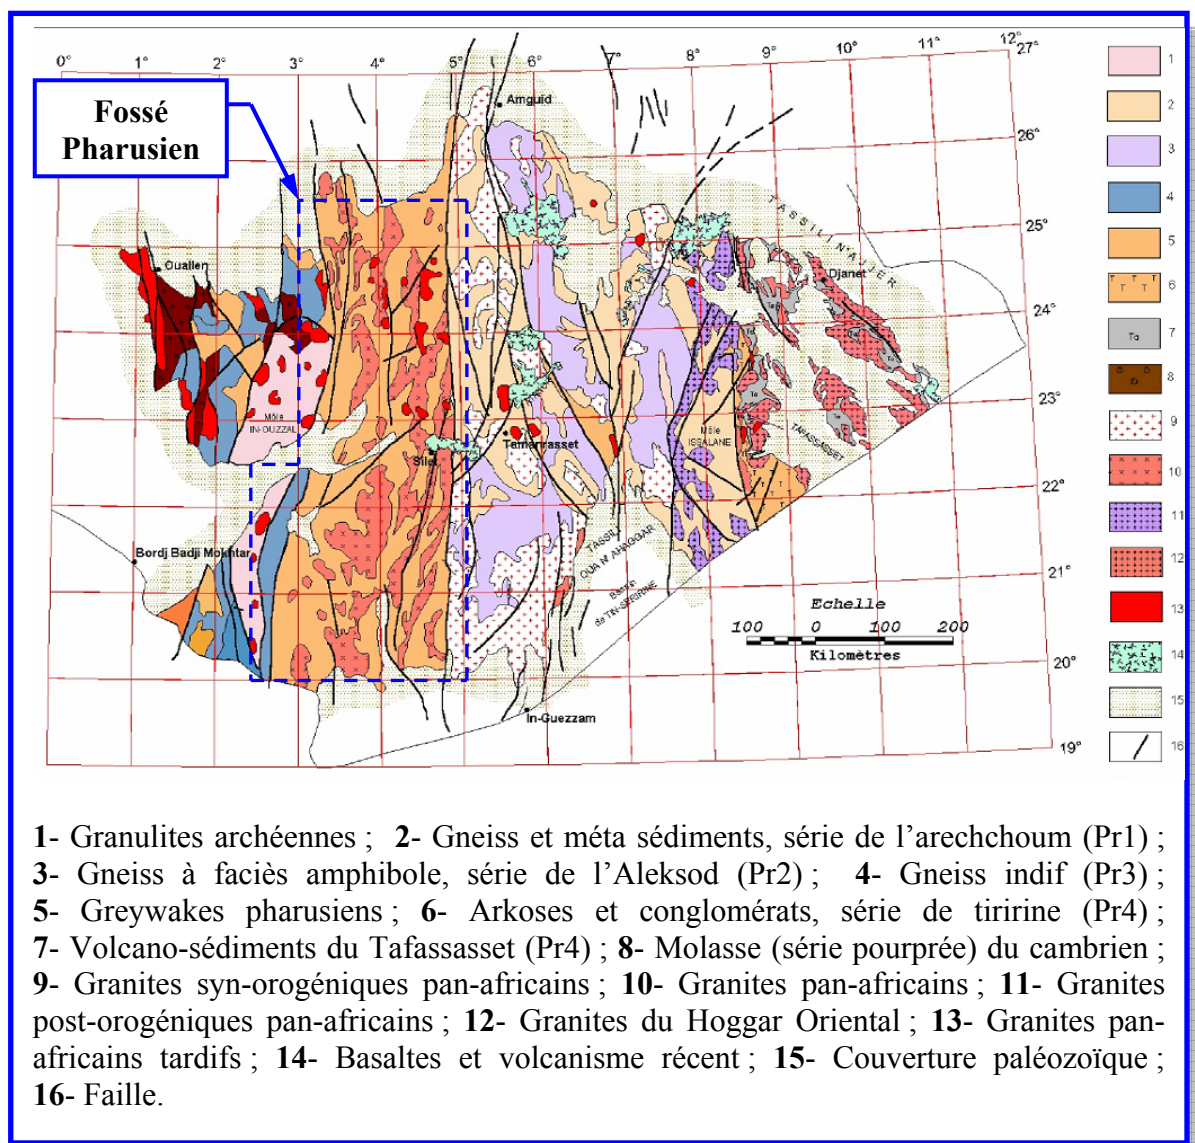 0° 1° 2° 3° 4° 5° 6° 7° 8° 9° 10° 11° 12°
27°
Fossé
Pharusien
Amguid
26°
TASSILI N'AJJER
25°
Ouallen
Djanet
24°
Môle
IN-OUZZAL
23°
Tamanrasset
Môle
ISSALANE
TAFASSASSET
Silet
22°
Bordj Badji Mokhtar
TASSILI
OUA N' AHAGGAR
Bassin
de TIN-SERIRINE
21°
Echelle
100 0 100 200
Kilomètres
20°
In-Guezzam
19°
1
2
3
4
5
T T T T
T T
6
Ta
7
8
9
10
11
12
13
14
15
16
1- Granulites archéennes ; 2- Gneiss et méta sédiments, série de l’arechchoum (Pr1) ;
3- Gneiss à faciès amphibole, série de l’Aleksod (Pr2) ; 4- Gneiss indif (Pr3) ;
5- Greywakes pharusiens ; 6- Arkoses et conglomérats, série de tiririne (Pr4) ;
7- Volcano-sédiments du Tafassasset (Pr4) ; 8- Molasse (série pourprée) du cambrien ;
9- Granites syn-orogéniques pan-africains ; 10- Granites pan-africains ; 11- Granites
post-orogéniques pan-africains ; 12- Granites du Hoggar Oriental ; 13- Granites pan-
africains tardifs ; 14- Basaltes et volcanisme récent ; 15- Couverture paléozoïque ;
16- Faille.